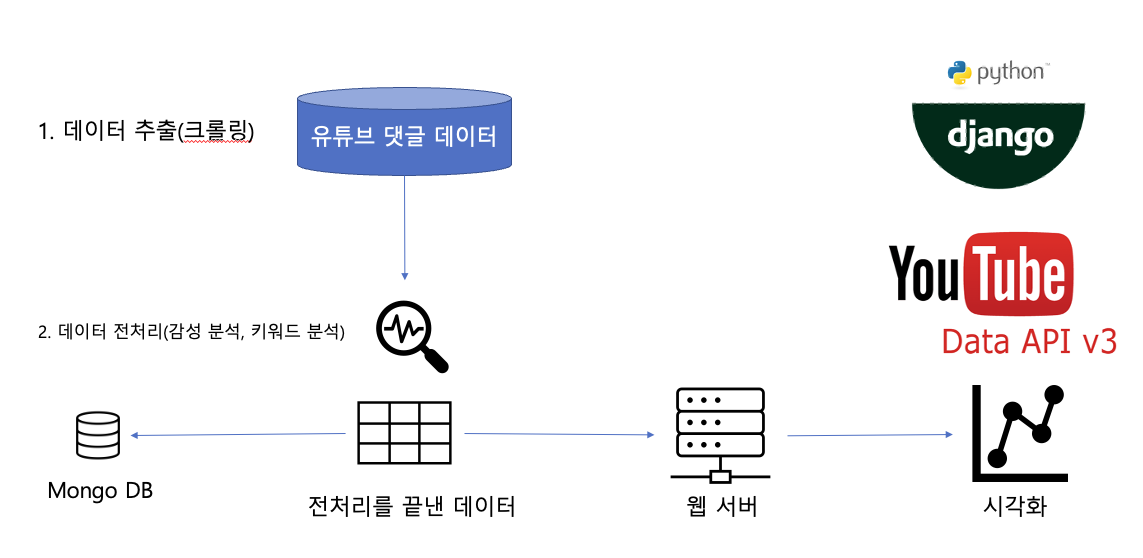 python™
1. 데이터 추출(크롤링)
유튜브 댓글 데이터
django
YouTube
Data API v3
2. 데이터 전처리(감성 분석, 키워드 분석)
Mongo DB
전처리를 끝낸 데이터
웹 서버
시각화